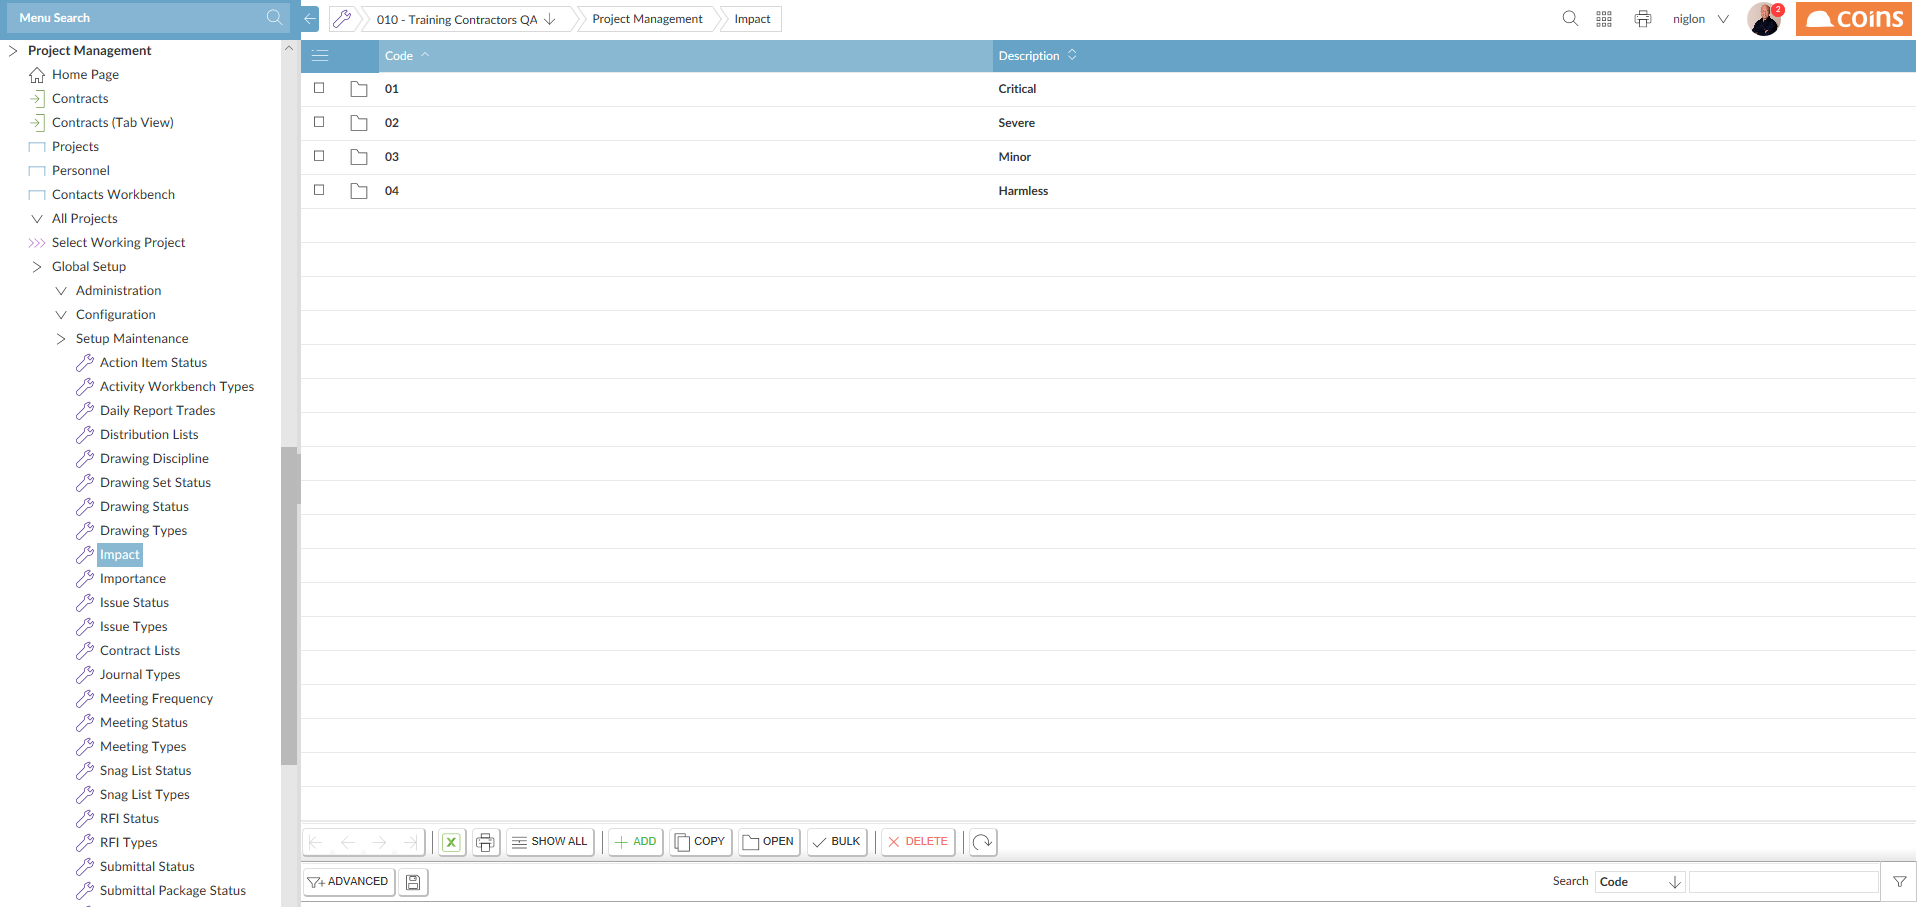 Menu Search
010 - Training Contractors QA
Project Management
Impact
niglon
2
coins
Project Management
Home Page
Contracts
Contracts (Tab View)
Projects
Personnel
Contacts Workbench
All Projects
Select Working Project
Global Setup
Administration
Configuration
Setup Maintenance
Action Item Status
Activity Workbench Types
Daily Report Trades
Distribution Lists
Drawing Discipline
Drawing Set Status
Drawing Status
Drawing Types
Impact
Importance
Issue Status
Issue Types
Contract Lists
Journal Types
Meeting Frequency
Meeting Status
Meeting Types
Snag List Status
Snag List Types
RFI Status
RFI Types
Submittal Status
Submittal Package Status
Code Description
01 Critical
02 Severe
03 Minor
04 Harmless
SHOW ALL ADD COPY OPEN BULK DELETE
ADVANCED Search Code